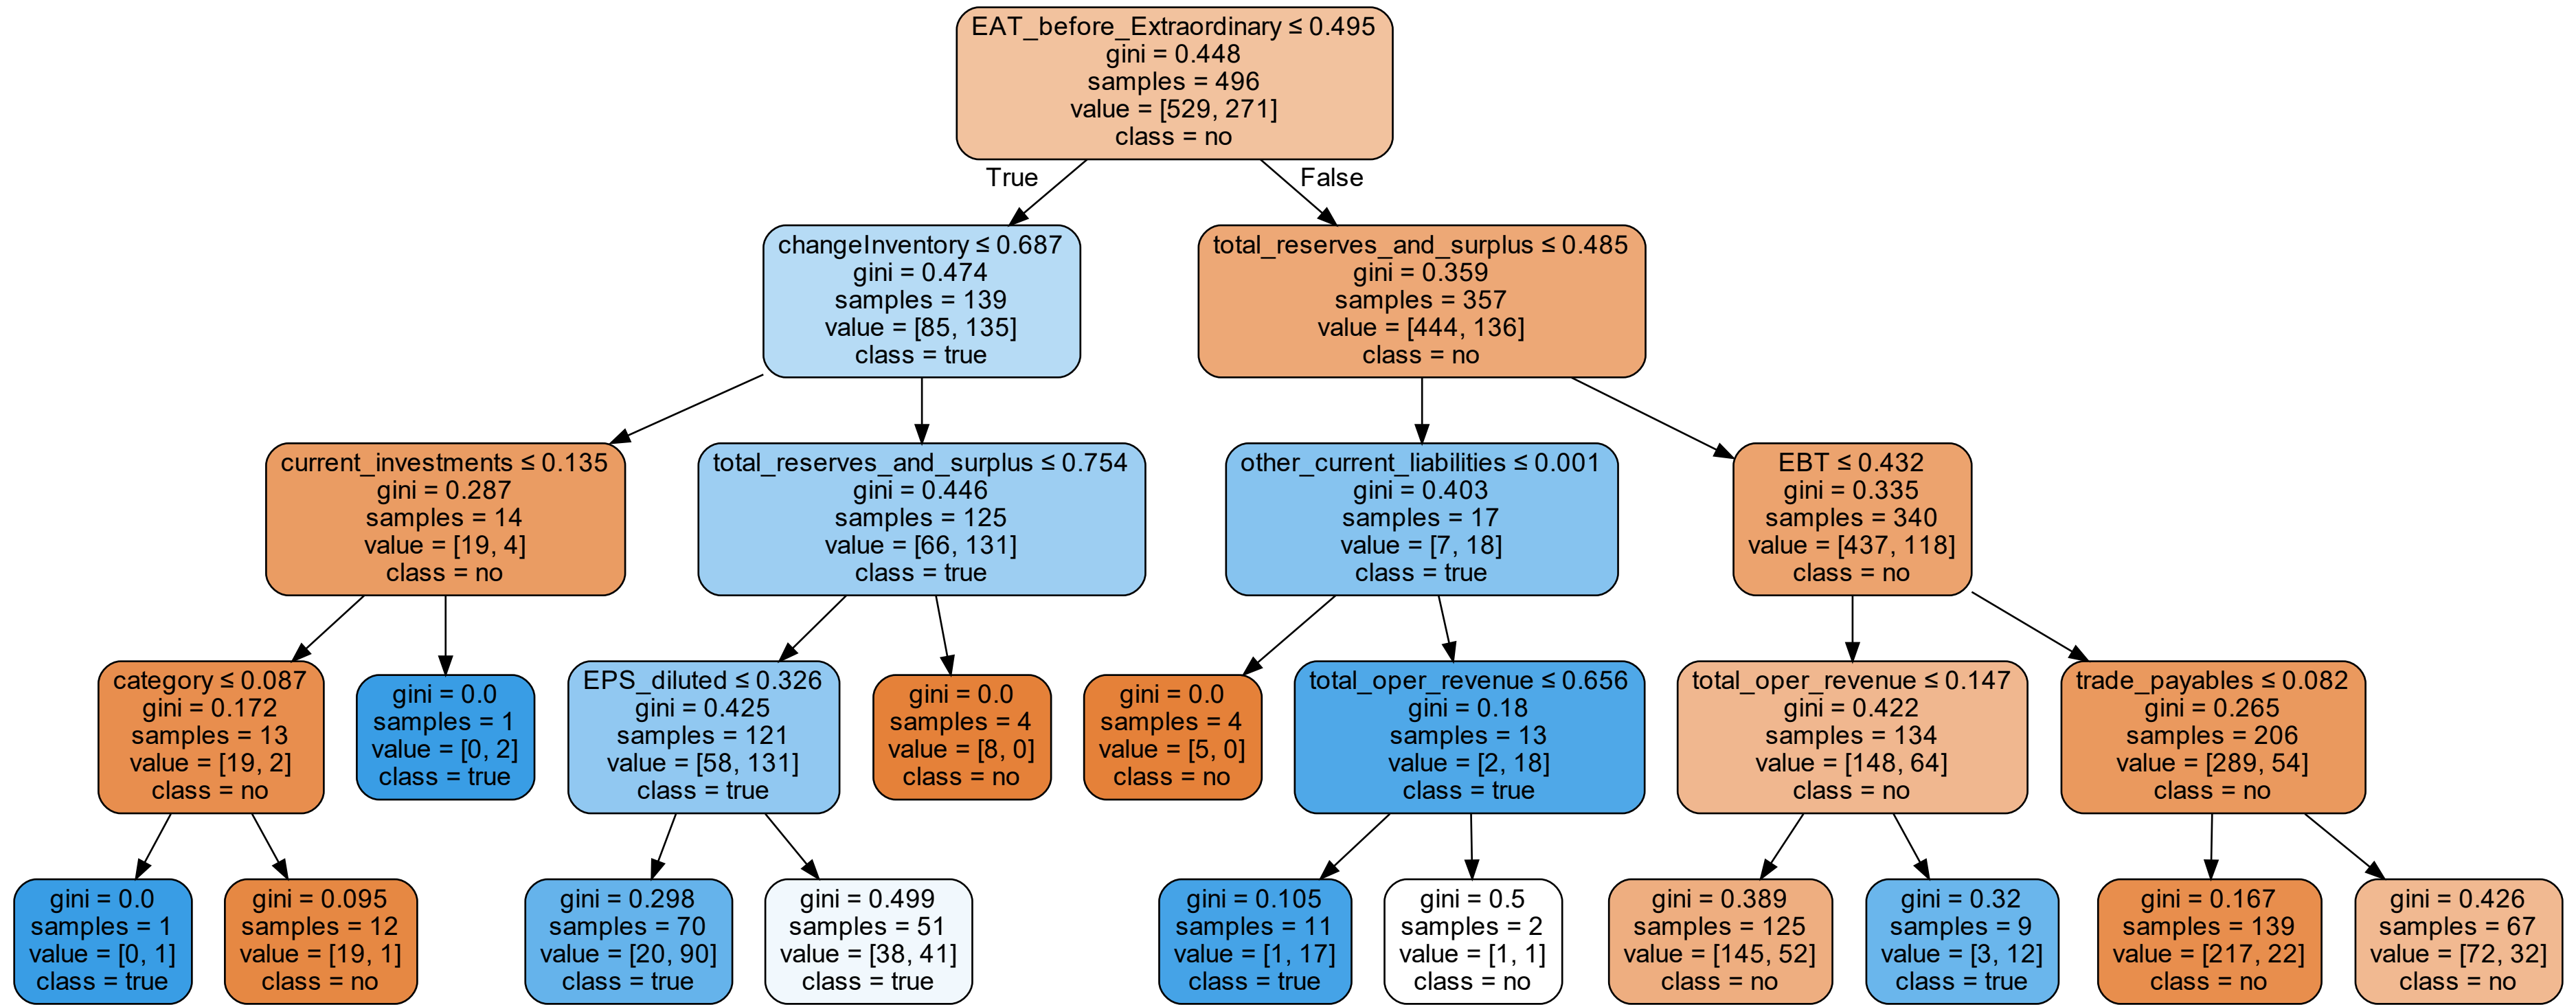 EAT_before_Extraordinary ≤ 0.495
gini = 0.448
samples = 496
value = [529, 271]
class = no
True
False
changeInventory ≤ 0.687
gini = 0.474
samples = 139
value = [85, 135]
class = true
total_reserves_and_surplus ≤ 0.485
gini = 0.359
samples = 357
value = [444, 136]
class = no
current_investments ≤ 0.135
gini = 0.287
samples = 14
value = [19, 4]
class = no
total_reserves_and_surplus ≤ 0.754
gini = 0.446
samples = 125
value = [66, 131]
class = true
other_current_liabilities ≤ 0.001
gini = 0.403
samples = 17
value = [7, 18]
class = true
EBT ≤ 0.432
gini = 0.335
samples = 340
value = [437, 118]
class = no
category ≤ 0.087
gini = 0.172
samples = 13
value = [19, 2]
class = no
gini = 0.0
samples = 1
value = [0, 2]
class = true
EPS_diluted ≤ 0.326
gini = 0.425
samples = 121
value = [58, 131]
class = true
gini = 0.0
samples = 4
value = [8, 0]
class = no
gini = 0.0
samples = 4
value = [5, 0]
class = no
total_oper_revenue ≤ 0.656
gini = 0.18
samples = 13
value = [2, 18]
class = true
total_oper_revenue ≤ 0.147
gini = 0.422
samples = 134
value = [148, 64]
class = no
trade_payables ≤ 0.082
gini = 0.265
samples = 206
value = [289, 54]
class = no
gini = 0.0
samples = 1
value = [0, 1]
class = true
gini = 0.095
samples = 12
value = [19, 1]
class = no
gini = 0.298
samples = 70
value = [20, 90]
class = true
gini = 0.499
samples = 51
value = [38, 41]
class = true
gini = 0.105
samples = 11
value = [1, 17]
class = true
gini = 0.5
samples = 2
value = [1, 1]
class = no
gini = 0.389
samples = 125
value = [145, 52]
class = no
gini = 0.32
samples = 9
value = [3, 12]
class = true
gini = 0.167
samples = 139
value = [217, 22]
class = no
gini = 0.426
samples = 67
value = [72, 32]
class = no